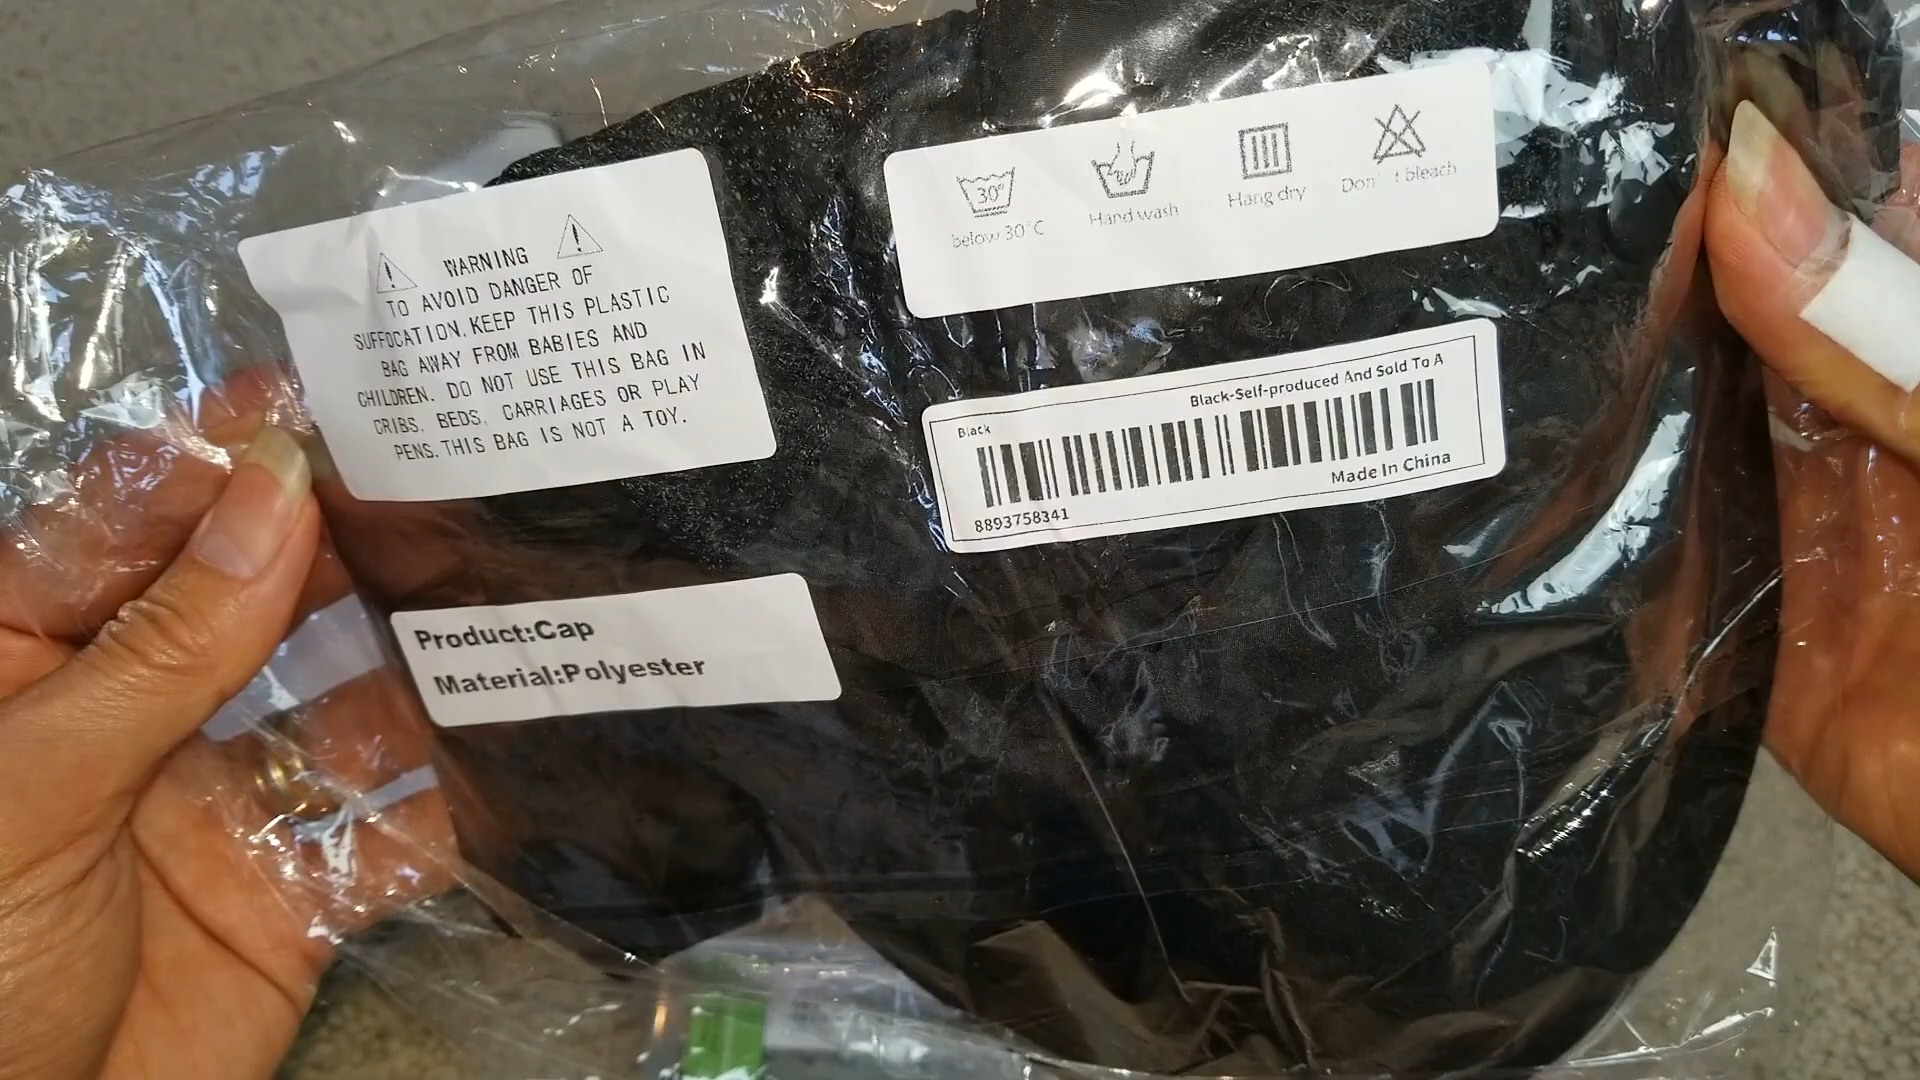 WARNING
TO AVOID DANGER OF
SUFFOCATION,KEEP THIS PLASTIC
BAG AWAY FROM BABIES AND
CHILDREN. DO NOT USE THIS BAG IN
CRIBS. BEDS. CARRIAGES OR PLAY
PENS.THIS BAG IS NOT A TOY.
30°
below 30°C
Hand wash
Hang dry
Don't bleach
Black-Self-produced And Sold To A
Black
Made In China
8893758341
Product:Cap
Material:Polyester